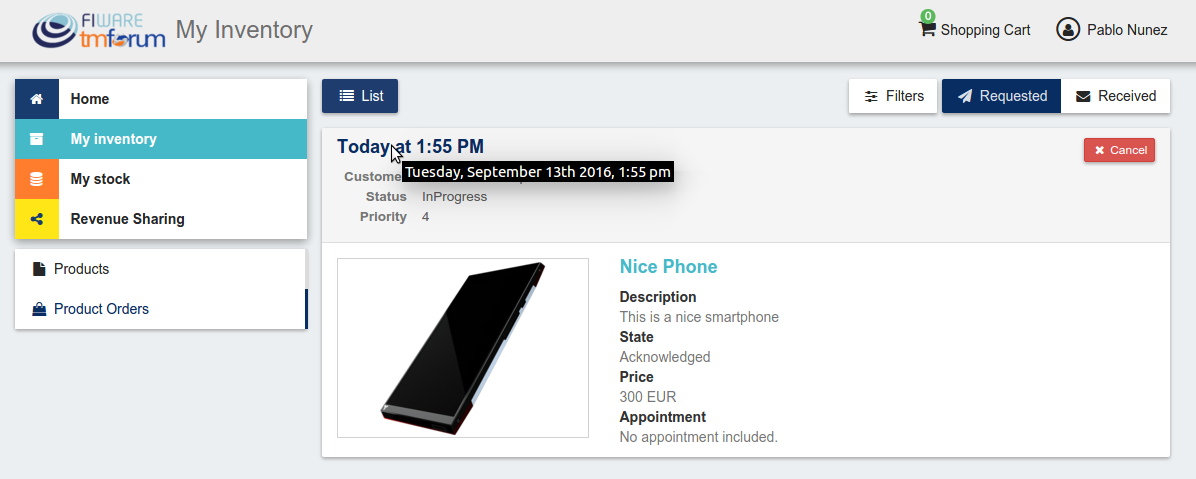 FIWARE
tmforum
My Inventory
0
Shopping Cart
Pablo Nunez
Home
My inventory
My stock
Revenue Sharing
Products
Product Orders
List
Filters
Requested
Received
Today at 1:55 PM
Cancel
Tuesday, September 13th 2016, 1:55 pm
Custome
Status InProgress
Priority 4
Nice Phone
Description
This is a nice smartphone
State
Acknowledged
Price
300 EUR
Appointment
No appointment included.